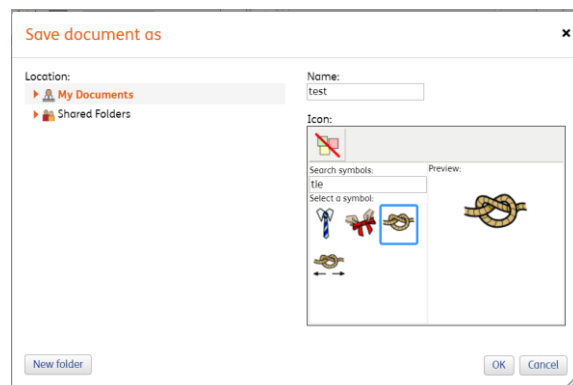 Save document as
Location:
My Documents
Shared Folders
Name:
test
Icon:
Search symbols:
tie
Select a symbol:
Preview:
New folder
OK
Cancel